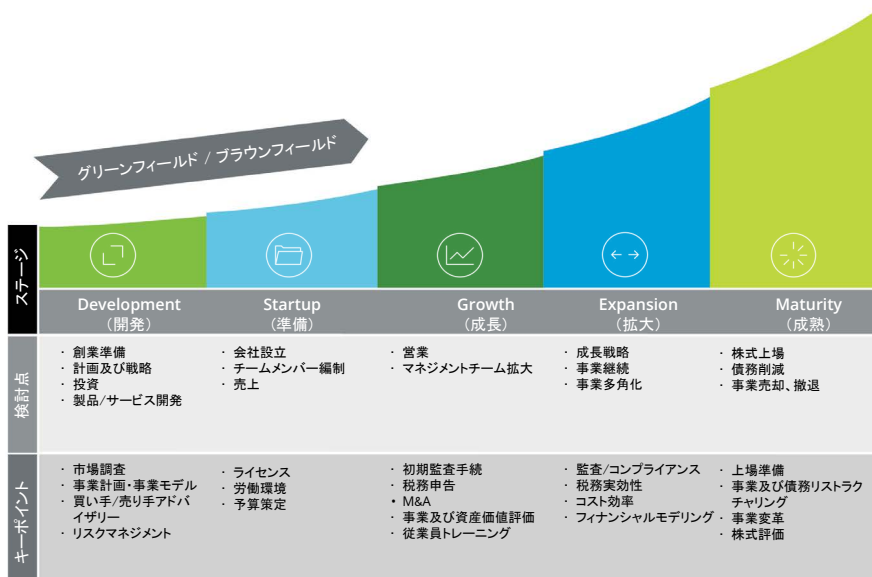 グリーンフィールド / ブラウンフィールド
ステージ
Development
（開発）
Startup
（準備）
Growth
（成長）
Expansion
（拡大）
Maturity
（成熟）
検討点
· 創業準備
· 計画及び戦略
· 投資
· 製品/サービス開発
· 会社設立
· チームメンバー編制
· 売上
· 営業
· マネジメントチーム拡大
· 成長戦略
· 事業継続
· 事業多角化
· 株式上場
· 債務削減
· 事業売却、撤退
キーポイント
· 市場調査
· 事業計画・事業モデル
· 買い手/売り手アドバ
イザリー
· リスクマネジメント
· ライセンス
· 労働環境
· 予算策定
· 初期監査手続
· 税務申告
• M&A
· 事業及び資産価値評価
· 従業員トレーニング
· 監査/コンプライアンス
· 税務実効性
· コスト効率
· フィナンシャルモデリング
· 上場準備
· 事業及び債務リストラク
チャリング
· 事業変革
· 株式評価